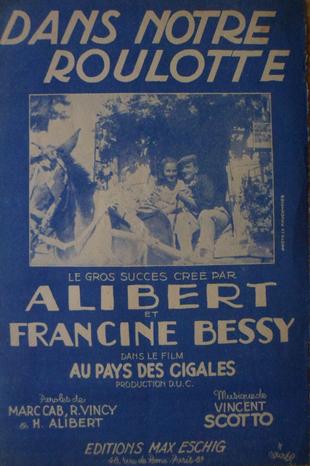 DANS NOTRE
ROULOTTE
LE GROS SUCCES CRÉE PAR
ALIBERT
ET
FRANCINE BESSY
DANS LE FILM
AU PAYS DES CIGALES
PRODUCTION D.U.C.
Paroles de
MARC CAB, R. VINCY
& H. ALIBERT
Musique de
VINCENT
SCOTTO
EDITIONS MAX ESCHIG
48, rue de Rome. Paris-8e